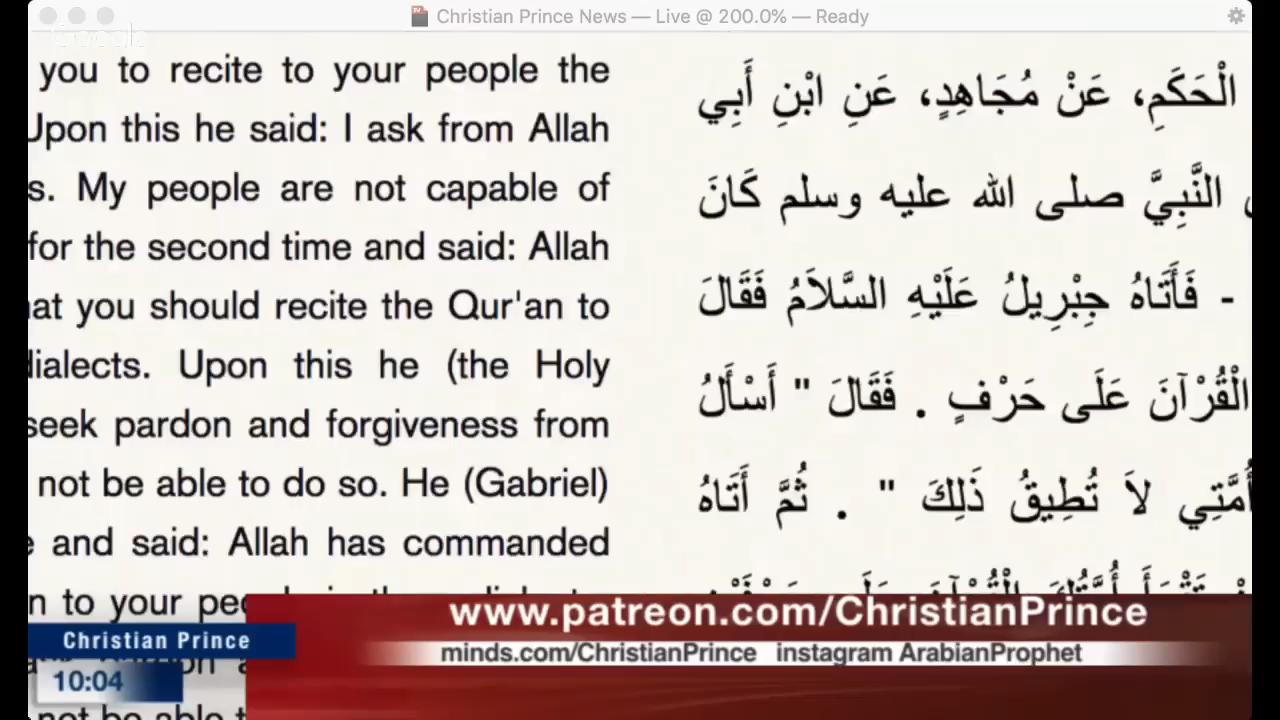 Christian Prince News — Live @ 200.0% — Ready
you to recite to your people the
Upon this he said: I ask from Allah
s. My people are not capable of
for the second time and said: Allah
you should recite the Qur'an to
dialects. Upon this he (the Holy
seek pardon and forgiveness from
not be able to do so. He (Gabriel)
and said: Allah has commanded
n to your
not be able
الْحَكَمِ، عَنْ مُجَاهِدٍ، عَنِ ابْنِ أَبِي
النَّبِيَّ صلى الله عليه وسلم كَانَ
- فَأَتَاهُ جِبْرِيلُ عَلَيْهِ السَّلاَمُ فَقَالَ
الْقُرْآنَ عَلَى حَرْفٍ . فَقَالَ " أَسْأَلُ
أُمَّتِي لاَ تُطِيقُ ذَلِكَ " . ثُمَّ أَتَاهُ
www.patreon.com/ChristianPrince
Christian Prince
minds.com/ChristianPrince instagram ArabianProphet
10:04